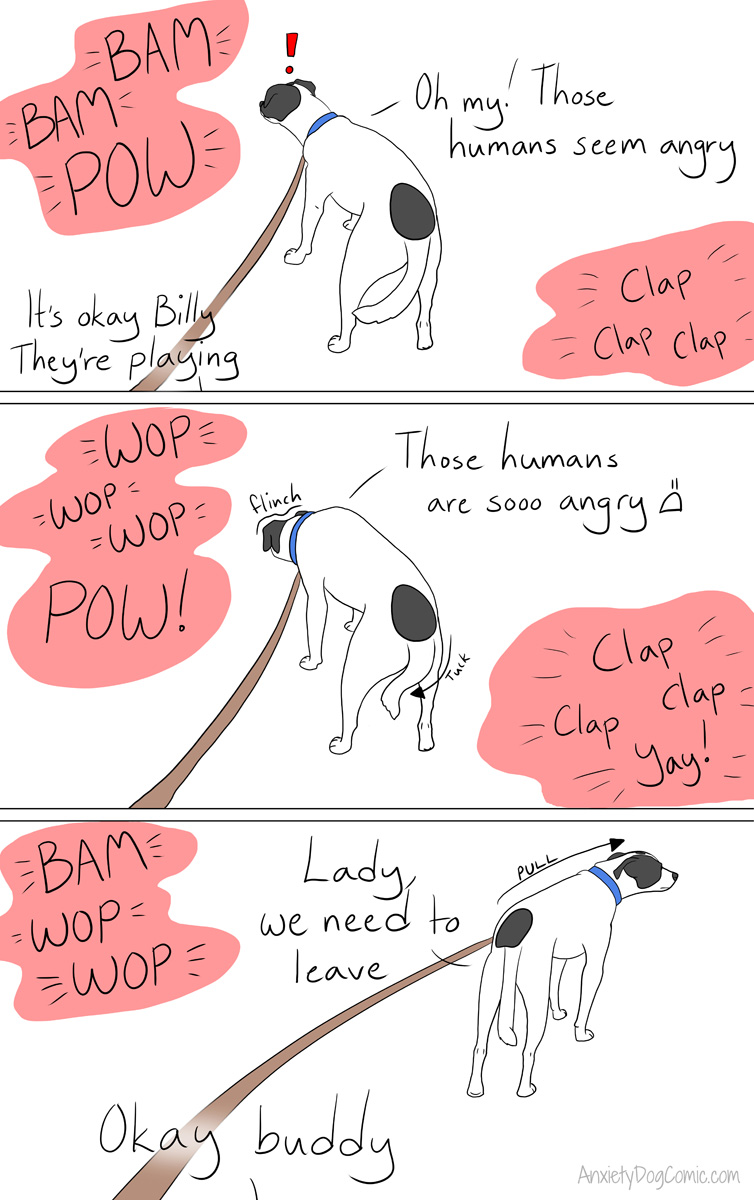 BAM
BAM
POW
!
Oh my! Those
humans seem angry
It's okay Billy
They're playing
Clap
Clap Clap
WOP
WOP
WOP
POW!
flinch
Those humans
are sooo angry :(
Tuck
Clap
Clap
Clap
Yay!
BAM
WOP
WOP
Lady,
we need to
leave
PULL
Okay buddy
AnxietyDogComic.com